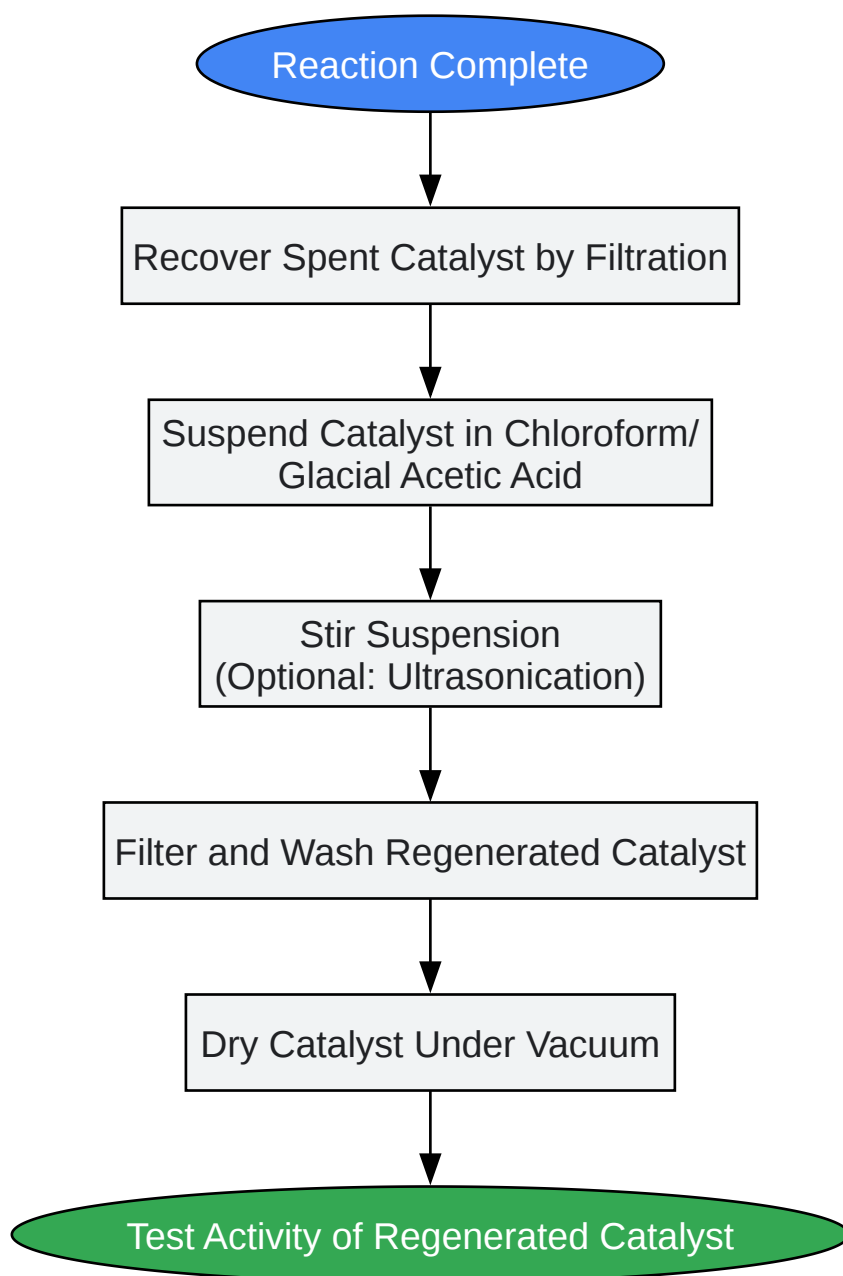 Reaction Complete
Recover Spent Catalyst by Filtration
Suspend Catalyst in Chloroform/
Glacial Acetic Acid
Stir Suspension
(Optional: Ultrasonication)
Filter and Wash Regenerated Catalyst
Dry Catalyst Under Vacuum
Test Activity of Regenerated Catalyst